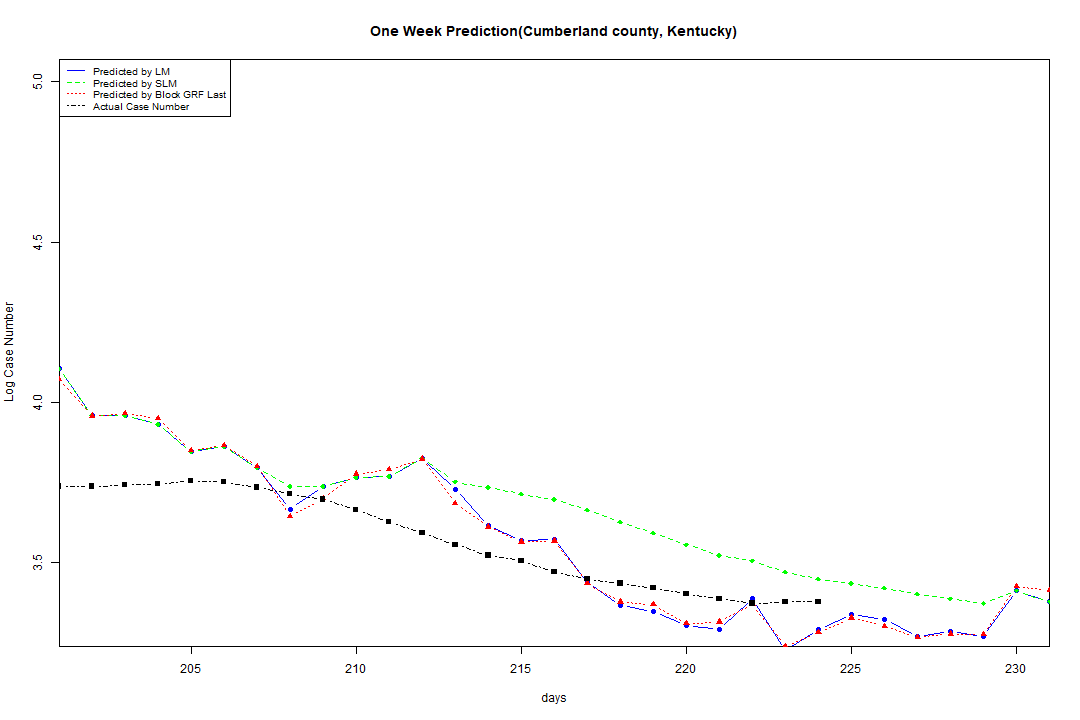 One Week Prediction(Cumberland county, Kentucky)
Predicted by LM
Predicted by SLM
Predicted by Block GRF Last
Actual Case Number
5.0
4.5
4.0
3.5
Log Case Number
205 210 215 220 225 230
days